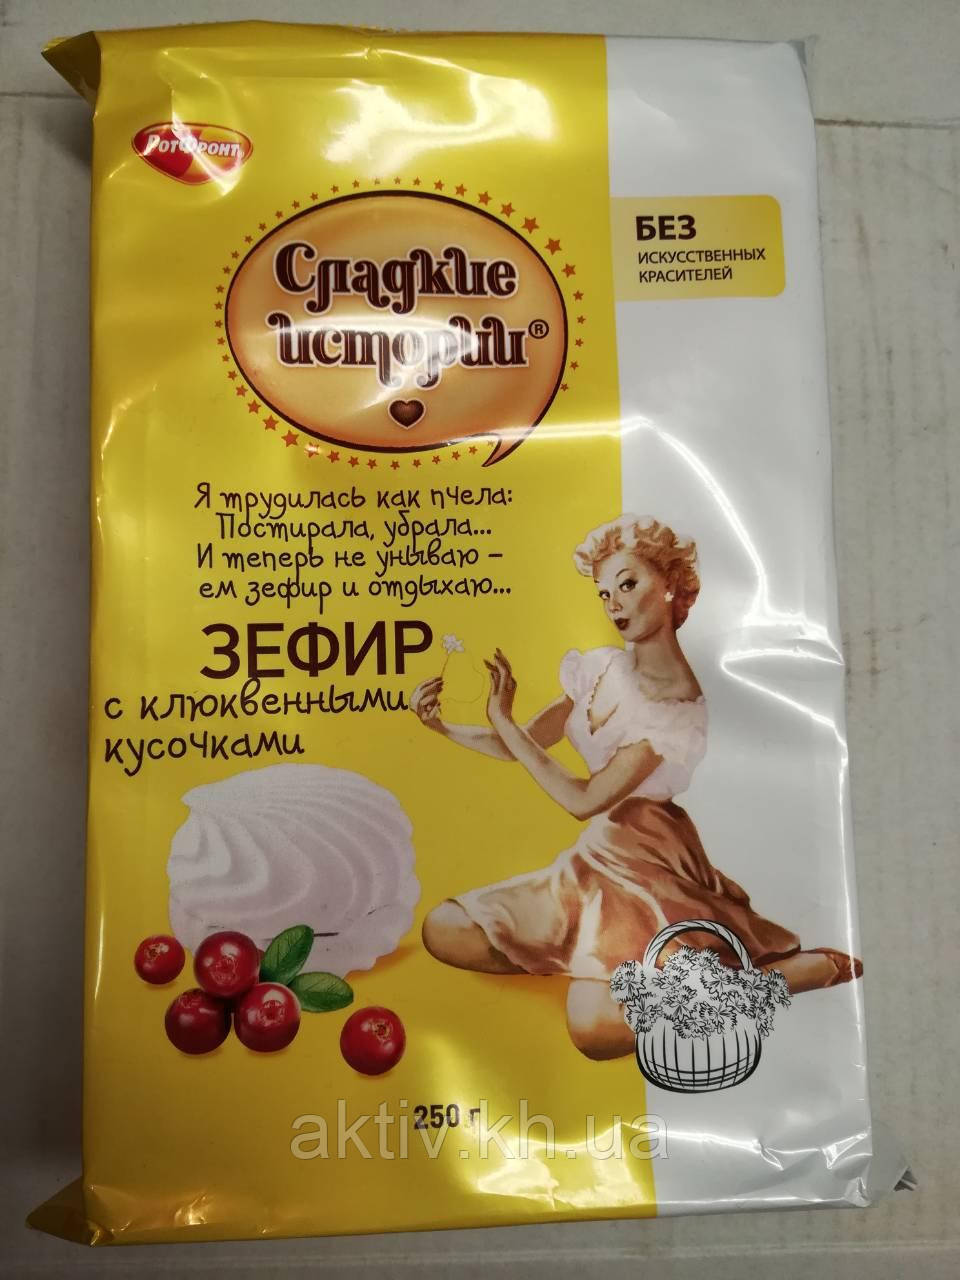 РотФронт®
Сладкие
истории®
БЕЗ
ИСКУССТВЕННЫХ
КРАСИТЕЛЕЙ
Я трудилась как пчела:
Постирала, убрала...
И теперь не унываю –
ем зефир и отдыхаю...
ЗЕФИР
с клюквенными
кусочками
250 г
aktiv.kh.ua